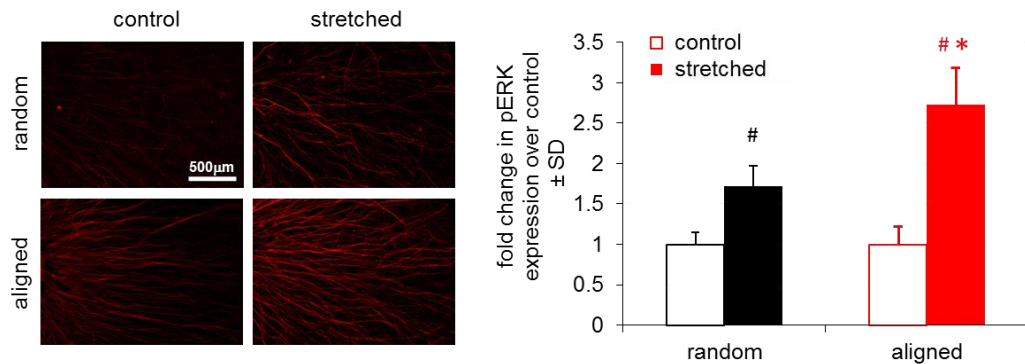 control
stretched
random
aligned
500μm
fold change in pERK
expression over control
± SD
3.5
3
2.5
2
1.5
1
0.5
0
control
stretched
#
# *
random
aligned